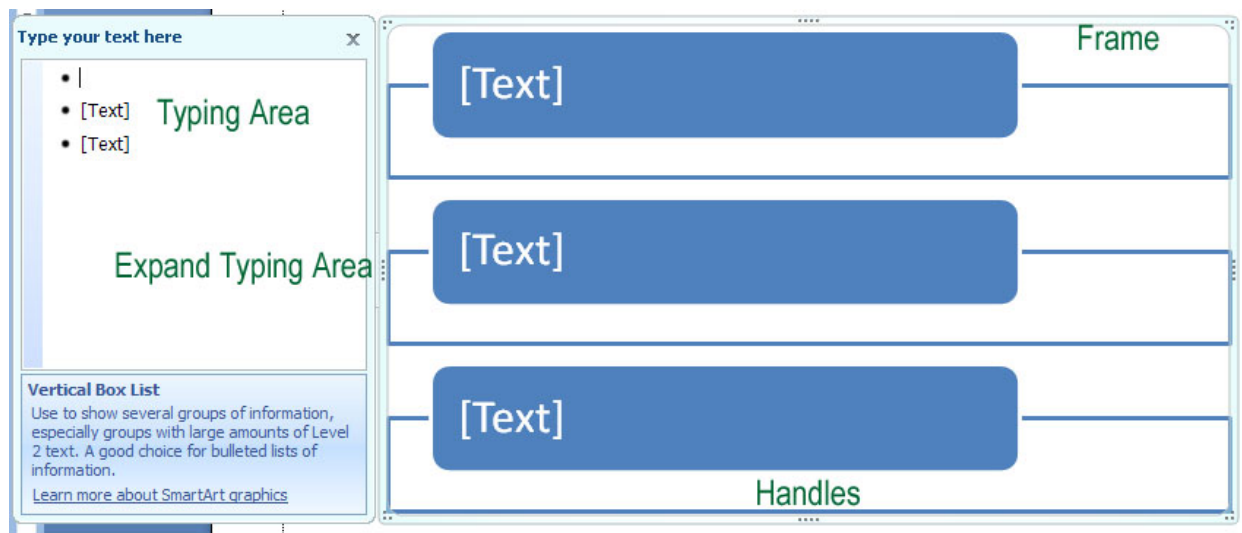 Type your text here
x
[Text]
[Text]
Typing Area
Expand Typing Area
Vertical Box List
Use to show several groups of information,
especially groups with large amounts of Level
2 text. A good choice for bulleted lists of
information.
Learn more about SmartArt graphics
Frame
[Text]
[Text]
[Text]
Handles